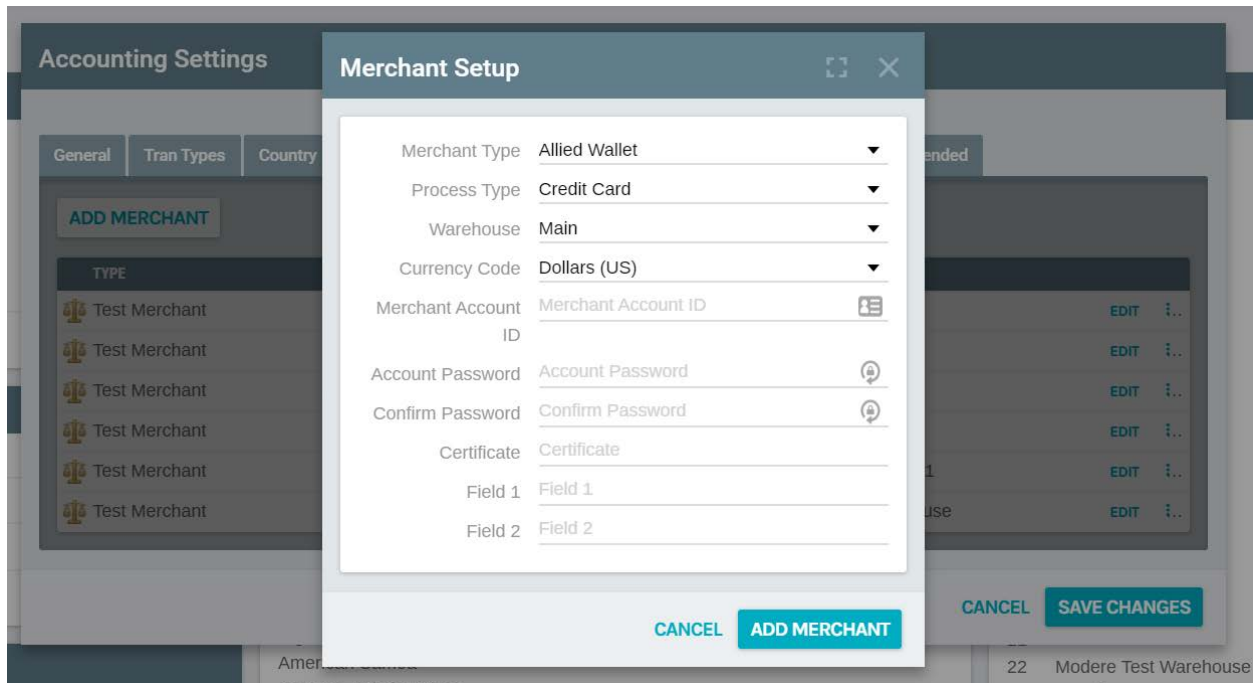 Accounting Settings
Merchant Setup
General Tran Types Country
ended
ADD MERCHANT
TYPE
Test Merchant EDIT
Test Merchant EDIT
Test Merchant EDIT
Test Merchant EDIT
Test Merchant 1 EDIT
Test Merchant use EDIT
Merchant Type Allied Wallet
Process Type Credit Card
Warehouse Main
Currency Code Dollars (US)
Merchant Account Merchant Account ID
ID
Account Password Account Password
Confirm Password Confirm Password
Certificate Certificate
Field 1 Field 1
Field 2 Field 2
CANCEL ADD MERCHANT
CANCEL SAVE CHANGES
22 Modere Test Warehouse